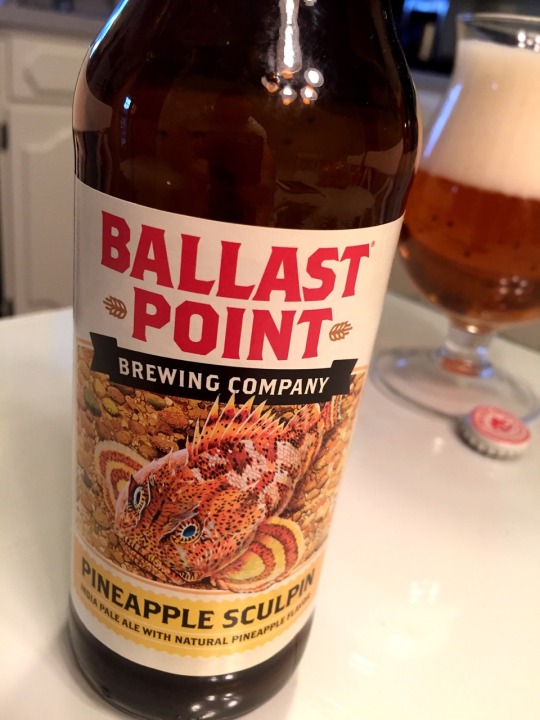 BALLAST
POINT
BREWING COMPANY
PINEAPPLE SCULPIN
INDIA PALE ALE WITH NATURAL PINEAPPLE FLAVOR